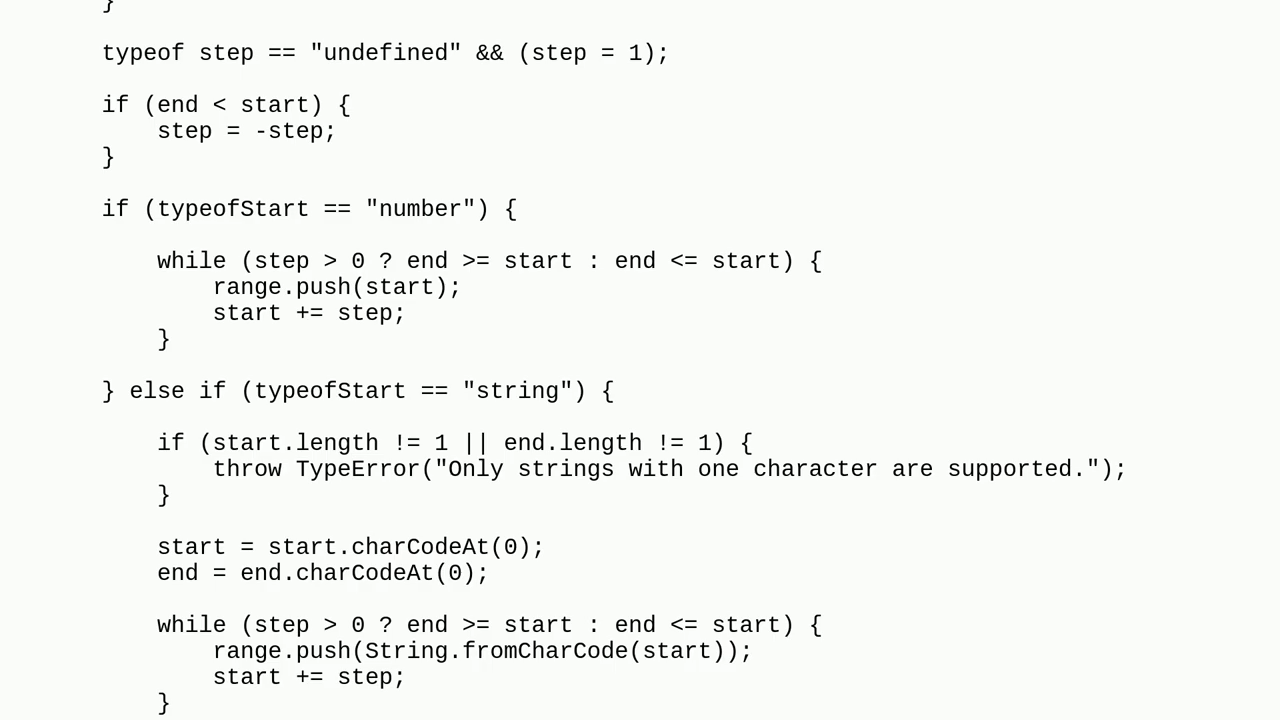 }
typeof step == "undefined" && (step = 1);
if (end < start) {
step = -step;
}
if (typeofStart == "number") {
while (step > 0 ? end >= start : end <= start) {
range.push(start);
start += step;
}
} else if (typeofStart == "string") {
if (start.length != 1 || end.length != 1) {
throw TypeError("Only strings with one character are supported.");
}
start = start.charCodeAt(0);
end = end.charCodeAt(0);
while (step > 0 ? end >= start : end <= start) {
range.push(String.fromCharCode(start));
start += step;
}